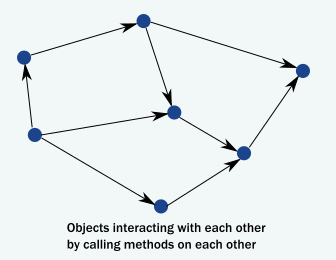 Objects interacting with each other
by calling methods on each other